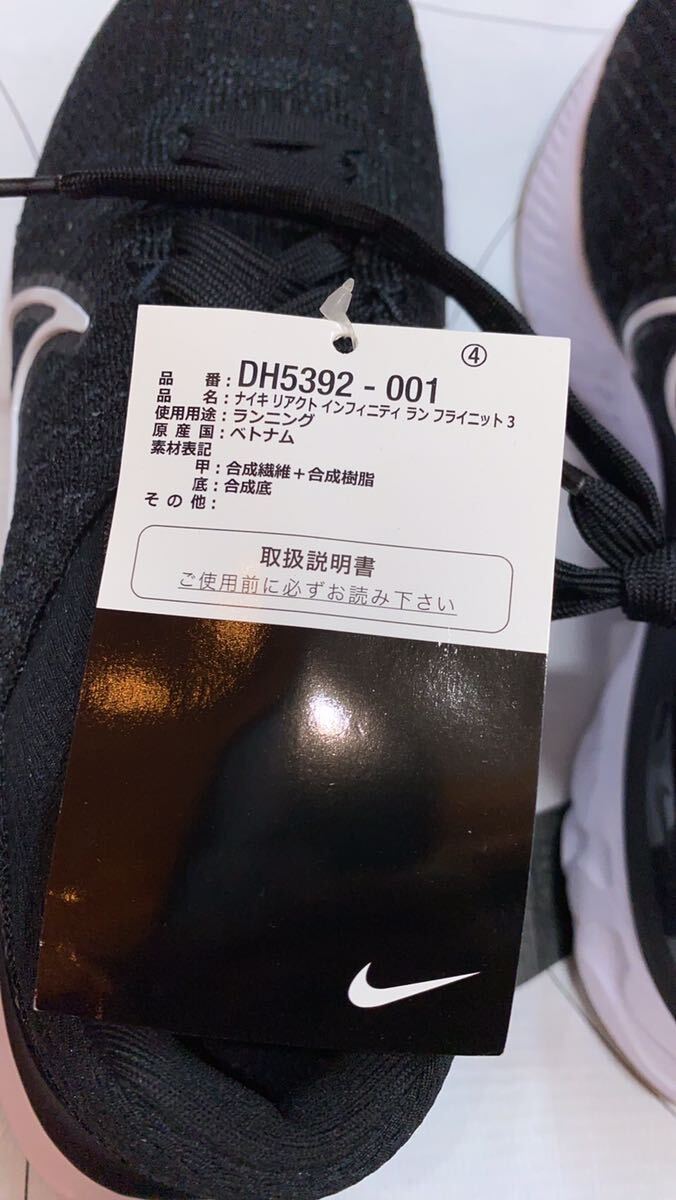 ④
品 番:DH5392 - 001
品 名:ナイキ リアクト インフィニティ ラン フライニット 3
使用用途:ランニング
原 産 国:ベトナム
素材表記
甲:合成繊維＋合成樹脂
底:合成底
そ の 他:
取扱説明書
ご使用前に必ずお読み下さい